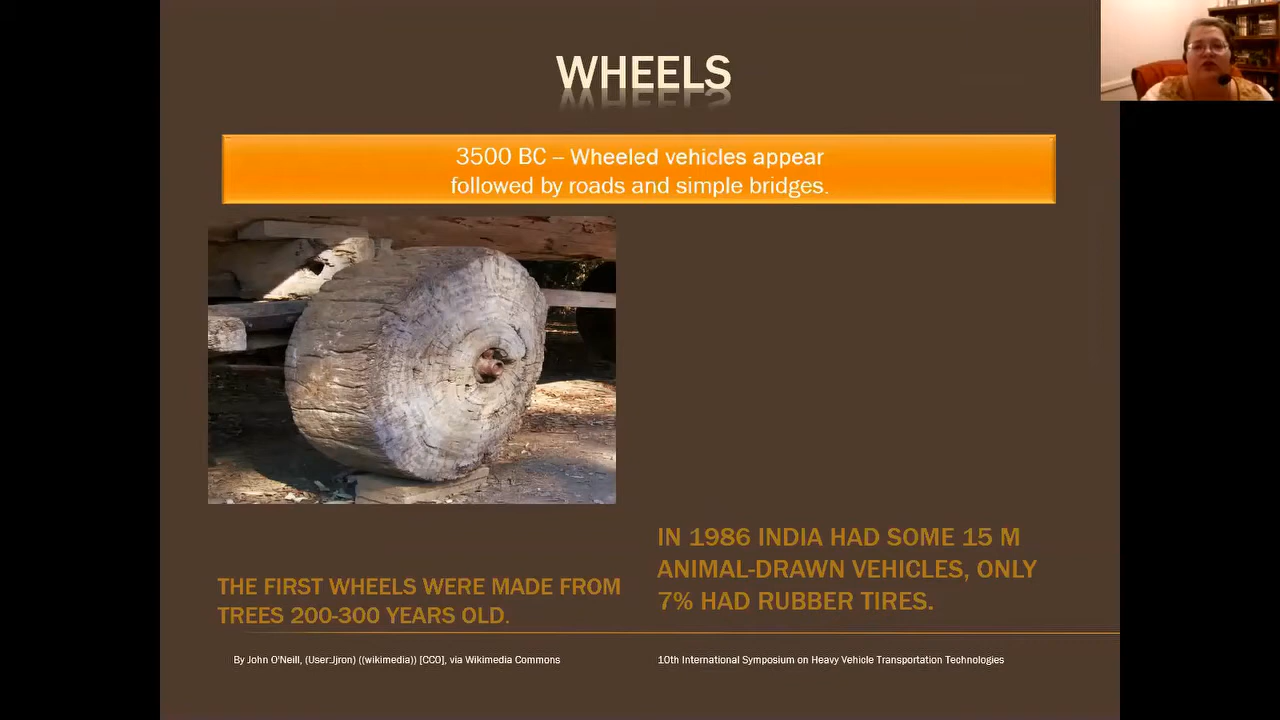 WHEELS
3500 BC – Wheeled vehicles appear
followed by roads and simple bridges.
THE FIRST WHEELS WERE MADE FROM
TREES 200-300 YEARS OLD.
By John O'Neill, (User:Jjron) ((wikimedia)) [CC0], via Wikimedia Commons
IN 1986 INDIA HAD SOME 15 M
ANIMAL-DRAWN VEHICLES, ONLY
7% HAD RUBBER TIRES.
10th International Symposium on Heavy Vehicle Transportation Technologies